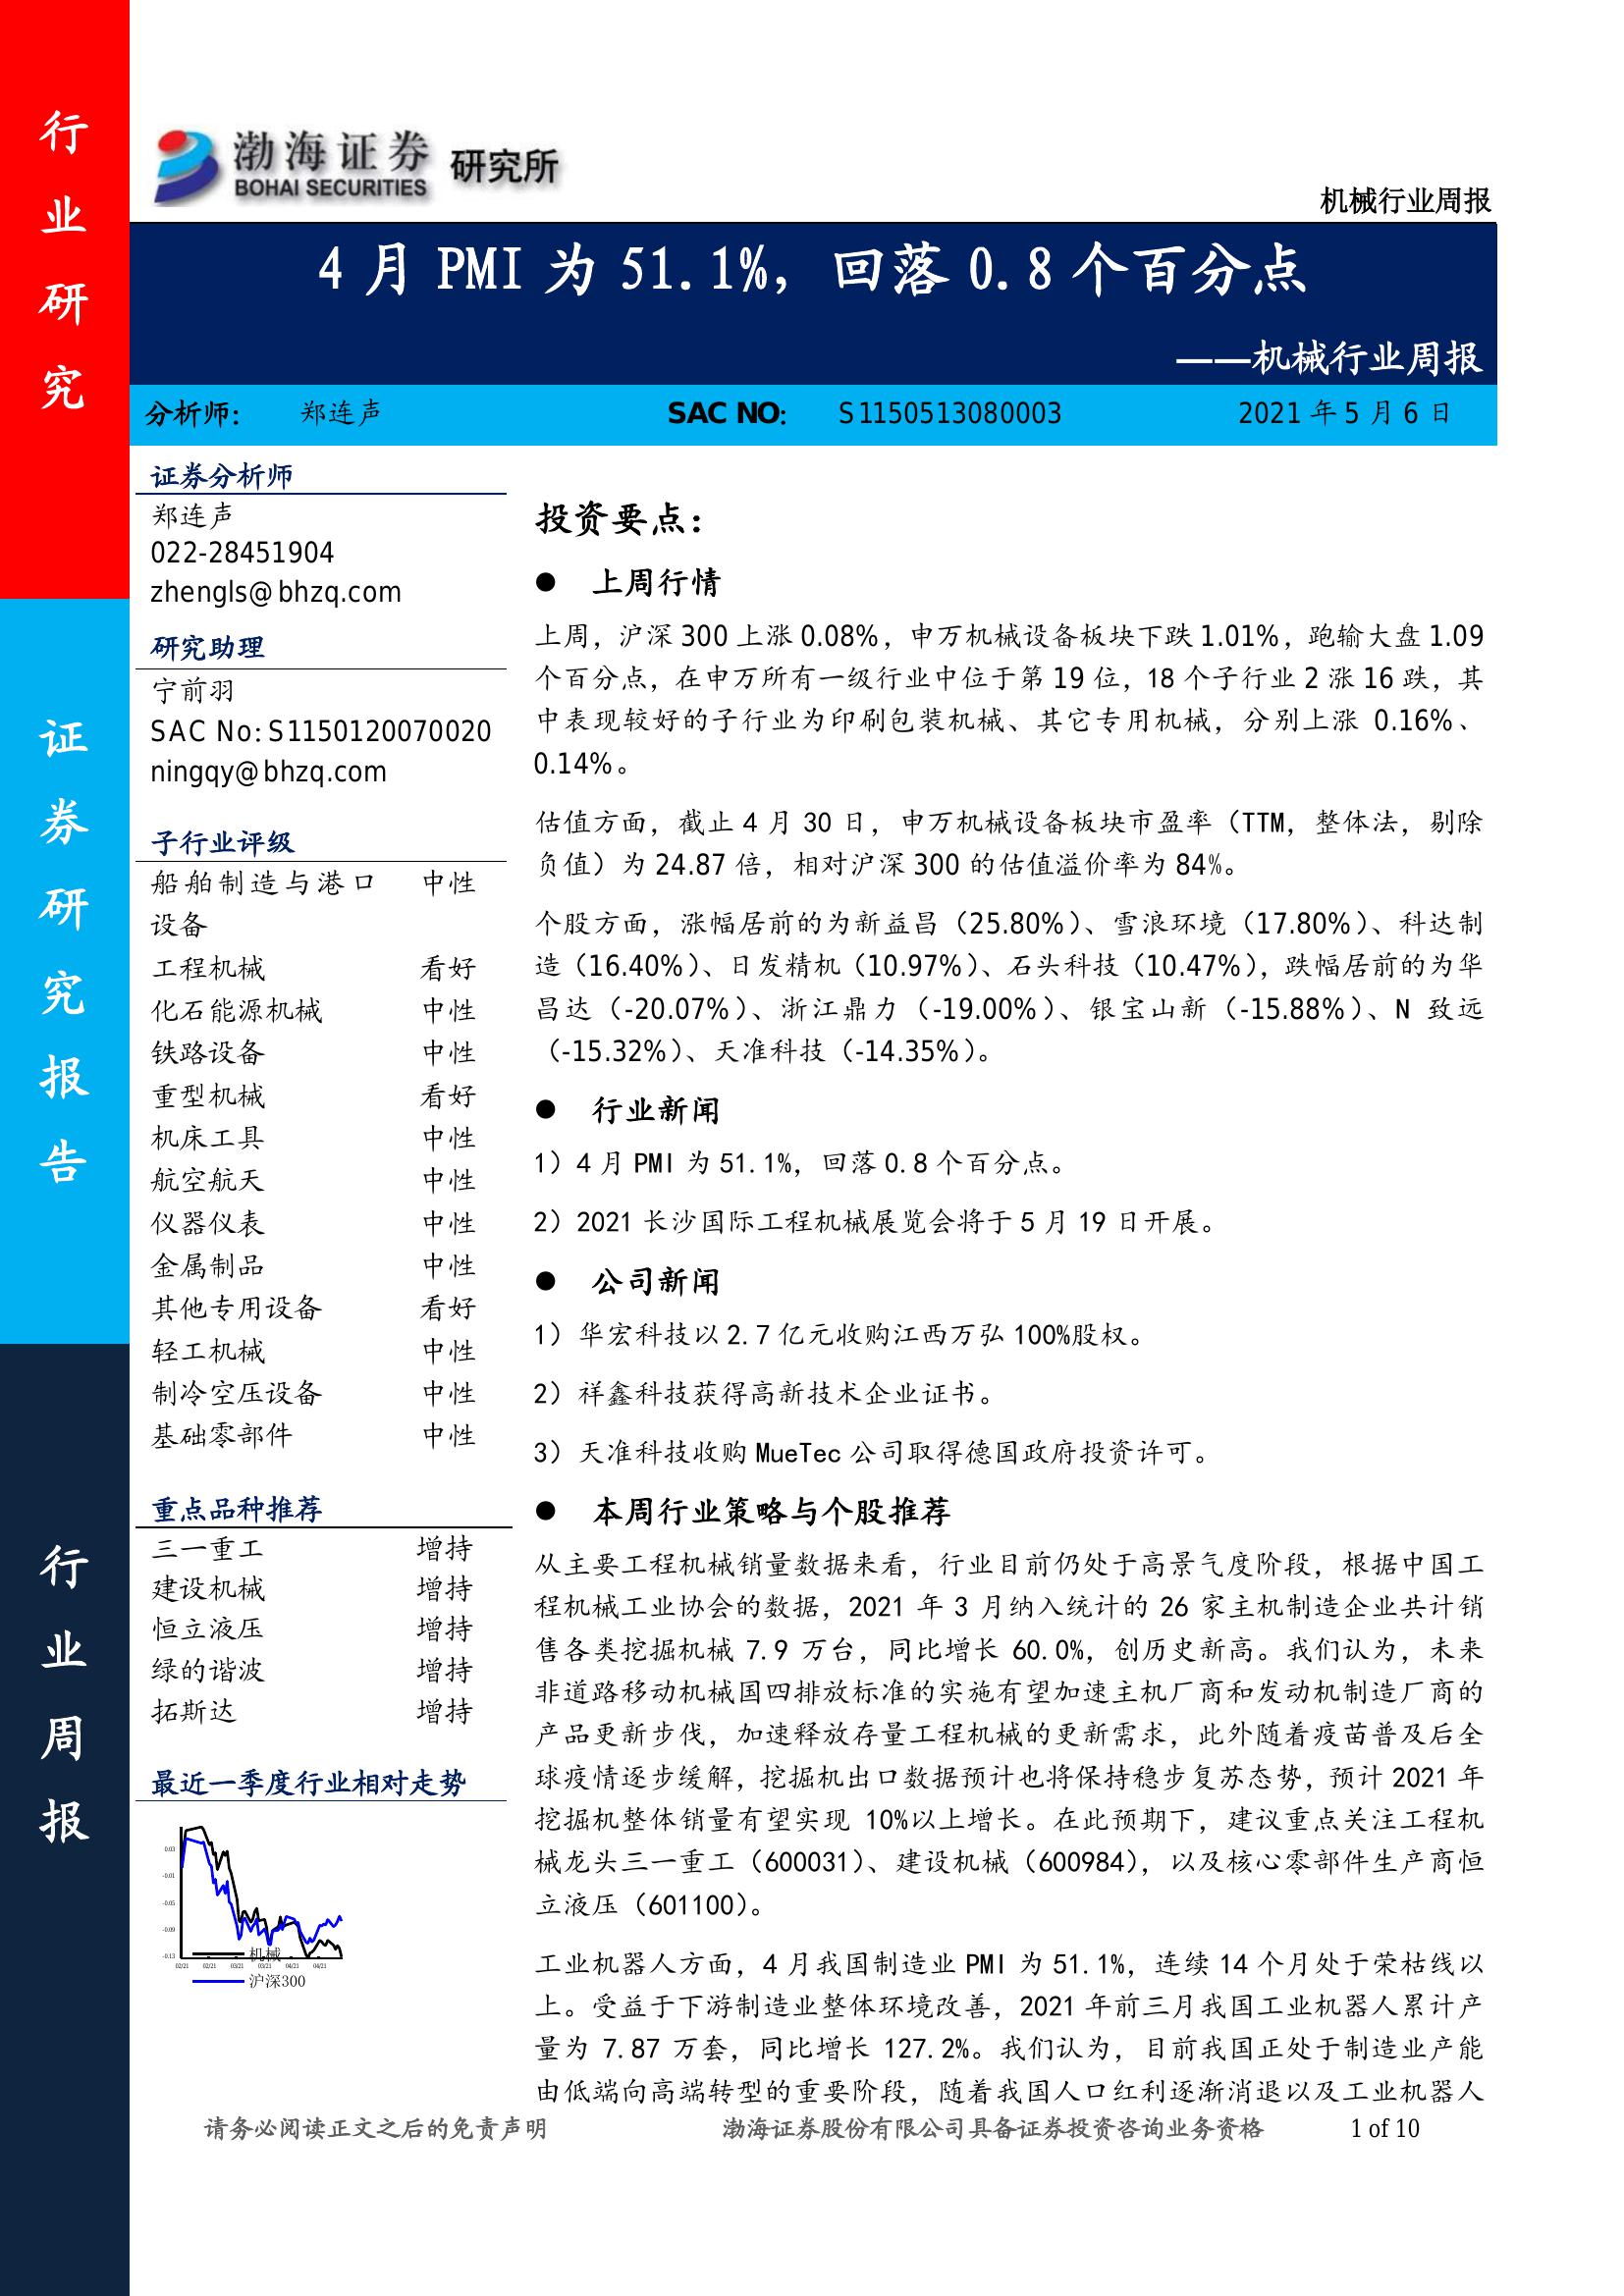 行
业
研
究
证
券
研
究
报
告
行
业
周
报
渤海证券 研究所
BOHAI SECURITIES
机械行业周报
4 月 PMI 为 51.1%，回落 0.8 个百分点
——机械行业周报
分析师： 郑连声 SAC NO： S1150513080003 2021 年 5 月 6 日
证券分析师
郑连声
022-28451904
zhengls@bhzq.com
研究助理
宁前羽
SAC No:S1150120070020
ningqy@bhzq.com
子行业评级
船舶制造与港口 中性
设备
工程机械 看好
化石能源机械 中性
铁路设备 中性
重型机械 看好
机床工具 中性
航空航天 中性
仪器仪表 中性
金属制品 中性
其他专用设备 看好
轻工机械 中性
制冷空压设备 中性
基础零部件 中性
重点品种推荐
三一重工 增持
建设机械 增持
恒立液压 增持
绿的谐波 增持
拓斯达 增持
最近一季度行业相对走势
0.03
-0.01
-0.05
-0.09
-0.13
02/21 02/21 03/21 03/21 04/21 04/21
机械
沪深300
投资要点：
● 上周行情
上周，沪深 300 上涨 0.08%，申万机械设备板块下跌 1.01%，跑输大盘 1.09
个百分点，在申万所有一级行业中位于第 19 位，18 个子行业 2 涨 16 跌，其
中表现较好的子行业为印刷包装机械、其它专用机械，分别上涨 0.16%、
0.14%。
估值方面，截止 4 月 30 日，申万机械设备板块市盈率（TTM，整体法，剔除
负值）为 24.87 倍，相对沪深 300 的估值溢价率为 84%。
个股方面，涨幅居前的为新益昌（25.80%）、雪浪环境（17.80%）、科达制
造（16.40%）、日发精机（10.97%）、石头科技（10.47%），跌幅居前的为华
昌达（-20.07%）、浙江鼎力（-19.00%）、银宝山新（-15.88%）、N 致远
（-15.32%）、天准科技（-14.35%）。
● 行业新闻
1）4 月 PMI 为 51.1%，回落 0.8 个百分点。
2）2021 长沙国际工程机械展览会将于 5 月 19 日开展。
● 公司新闻
1）华宏科技以 2.7 亿元收购江西万弘 100%股权。
2）祥鑫科技获得高新技术企业证书。
3）天准科技收购 MueTec 公司取得德国政府投资许可。
● 本周行业策略与个股推荐
从主要工程机械销量数据来看，行业目前仍处于高景气度阶段，根据中国工
程机械工业协会的数据，2021 年 3 月纳入统计的 26 家主机制造企业共计销
售各类挖掘机械 7.9 万台，同比增长 60.0%，创历史新高。我们认为，未来
非道路移动机械国四排放标准的实施有望加速主机厂商和发动机制造厂商的
产品更新步伐，加速释放存量工程机械的更新需求，此外随着疫苗普及后全
球疫情逐步缓解，挖掘机出口数据预计也将保持稳步复苏态势，预计 2021 年
挖掘机整体销量有望实现 10%以上增长。在此预期下，建议重点关注工程机
械龙头三一重工（600031）、建设机械（600984），以及核心零部件生产商恒
立液压（601100）。
工业机器人方面，4 月我国制造业 PMI 为 51.1%，连续 14 个月处于荣枯线以
上。受益于下游制造业整体环境改善，2021 年前三月我国工业机器人累计产
量为 7.87 万套，同比增长 127.2%。我们认为，目前我国正处于制造业产能
由低端向高端转型的重要阶段，随着我国人口红利逐渐消退以及工业机器人
请务必阅读正文之后的免责声明 渤海证券股份有限公司具备证券投资咨询业务资格 1 of 10